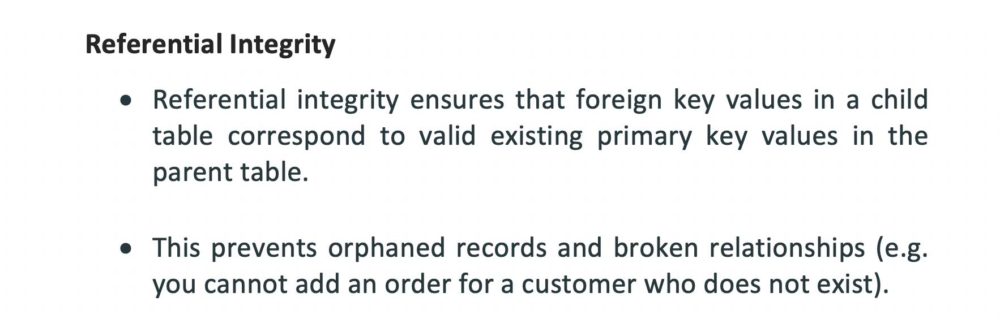 Referential Integrity
• Referential integrity ensures that foreign key values in a child
table correspond to valid existing primary key values in the
parent table.
• This prevents orphaned records and broken relationships (e.g.
you cannot add an order for a customer who does not exist).